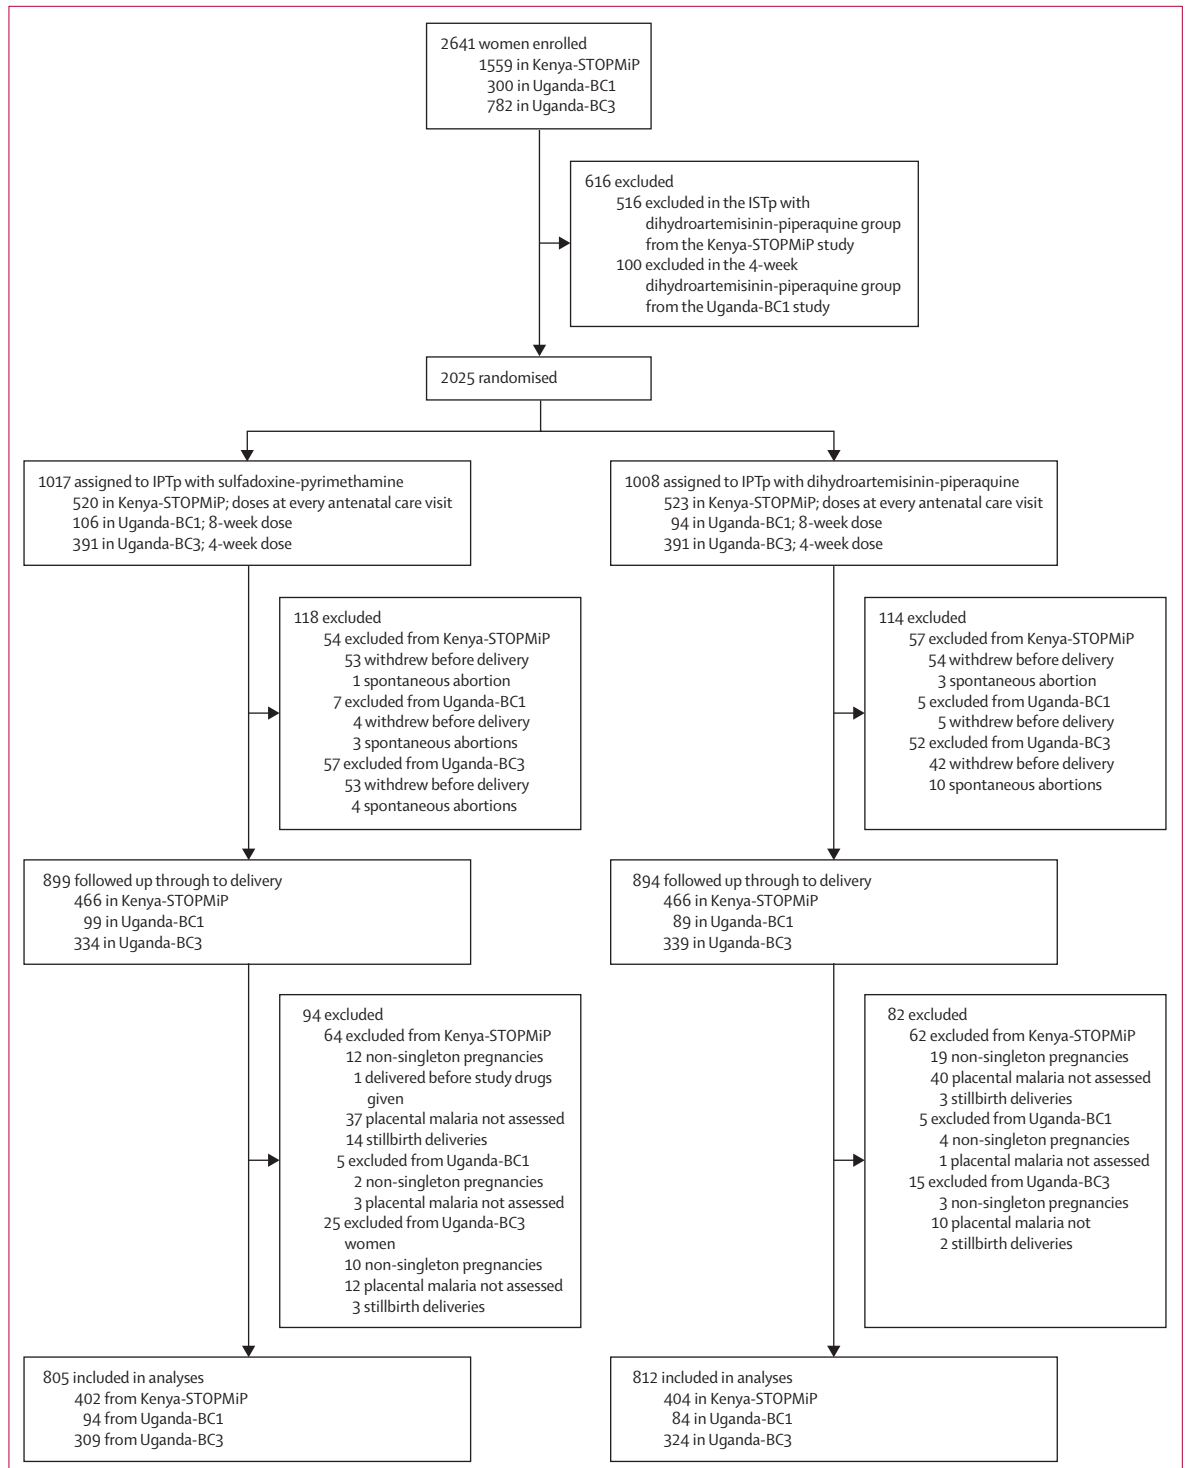 2641 women enrolled
1559 in Kenya-STOPMiP
300 in Uganda-BC1
782 in Uganda-BC3
616 excluded
516 excluded in the ISTp with
dihydroartemisinin-piperaquine group
from the Kenya-STOPMiP study
100 excluded in the 4-week
dihydroartemisinin-piperaquine group
from the Uganda-BC1 study
2025 randomised
1017 assigned to IPTp with sulfadoxine-pyrimethamine
520 in Kenya-STOPMiP; doses at every antenatal care visit
106 in Uganda-BC1; 8-week dose
391 in Uganda-BC3; 4-week dose
1008 assigned to IPTp with dihydroartemisinin-piperaquine
523 in Kenya-STOPMiP; doses at every antenatal care visit
94 in Uganda-BC1; 8-week dose
391 in Uganda-BC3; 4-week dose
118 excluded
54 excluded from Kenya-STOPMiP
53 withdrew before delivery
1 spontaneous abortion
7 excluded from Uganda-BC1
4 withdrew before delivery
3 spontaneous abortions
57 excluded from Uganda-BC3
53 withdrew before delivery
4 spontaneous abortions
114 excluded
57 excluded from Kenya-STOPMiP
54 withdrew before delivery
3 spontaneous abortion
5 excluded from Uganda-BC1
5 withdrew before delivery
52 excluded from Uganda-BC3
42 withdrew before delivery
10 spontaneous abortions
899 followed up through to delivery
466 in Kenya-STOPMiP
99 in Uganda-BC1
334 in Uganda-BC3
894 followed up through to delivery
466 in Kenya-STOPMiP
89 in Uganda-BC1
339 in Uganda-BC3
94 excluded
64 excluded from Kenya-STOPMiP
12 non-singleton pregnancies
1 delivered before study drugs
given
37 placental malaria not assessed
14 stillbirth deliveries
5 excluded from Uganda-BC1
2 non-singleton pregnancies
3 placental malaria not assessed
25 excluded from Uganda-BC3
women
10 non-singleton pregnancies
12 placental malaria not assessed
3 stillbirth deliveries
82 excluded
62 excluded from Kenya-STOPMiP
19 non-singleton pregnancies
40 placental malaria not assessed
3 stillbirth deliveries
5 excluded from Uganda-BC1
4 non-singleton pregnancies
1 placental malaria not assessed
15 excluded from Uganda-BC3
3 non-singleton pregnancies
10 placental malaria not
2 stillbirth deliveries
805 included in analyses
402 from Kenya-STOPMiP
94 from Uganda-BC1
309 from Uganda-BC3
812 included in analyses
404 in Kenya-STOPMiP
84 in Uganda-BC1
324 in Uganda-BC3